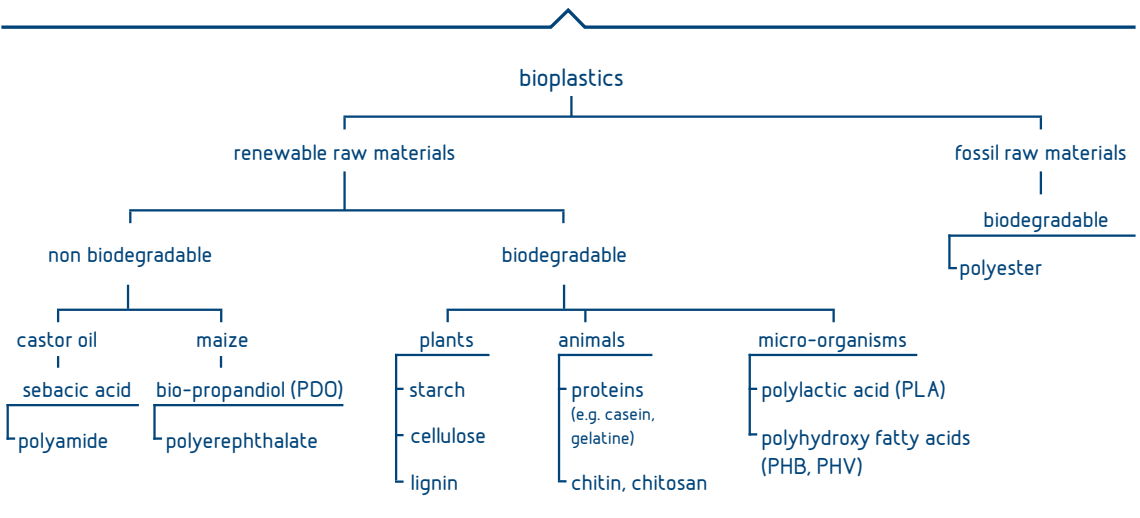 bioplastics
renewable raw materials
fossil raw materials
biodegradable
polyester
non biodegradable
biodegradable
castor oil
maize
plants
animals
micro-organisms
sebacic acid
bio-propandiol (PDO)
starch
proteins
(e.g. casein,
gelatine)
polylactic acid (PLA)
polyamide
polyerephthalate
cellulose
polyhydroxy fatty acids
(PHB, PHV)
lignin
chitin, chitosan